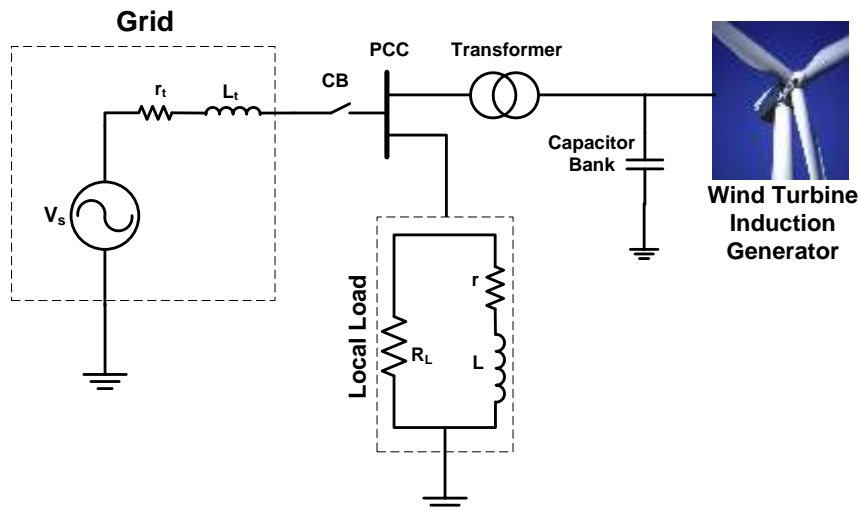 Grid
PCC
Transformer
CB
rt
Lt
Vs
Capacitor
Bank
Wind Turbine
Induction
Generator
Local Load
RL
r
L